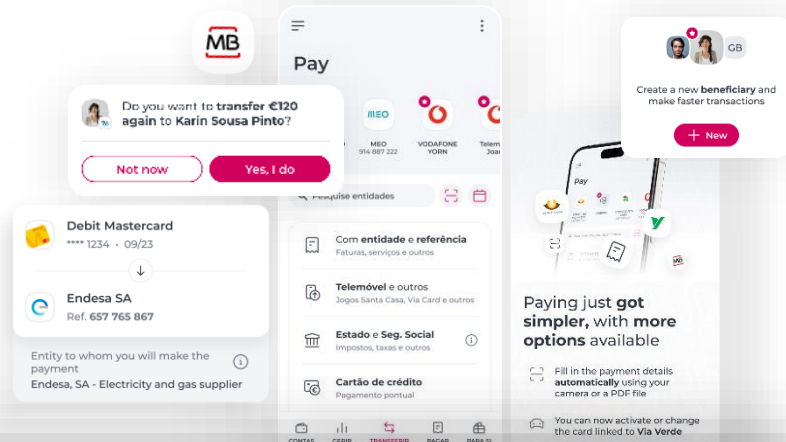 MB
Do you want to transfer €120
again to Karin Sousa Pinto?
Not now
Yes, I do
Debit Mastercard
**** 1234 • 09/23
Endesa SA
Ref. 657 765 867
Entity to whom you will make the
payment
Endesa, SA - Electricity and gas supplier
Pay
MEO
MEO
914 887 222
VODAFONE
YORN
Telem
Joa
Pesquise entidades
Com entidade e referência
Faturas, serviços e outros
Telemóvel e outros
Jogos Santa Casa, Via Card e outros
Estado e Seg. Social
Impostos, taxas e outros
Cartão de crédito
Pagamento pontual
CONTAS
GERIR
TRANSFERIR
PAGAR
PARA SI
GB
Create a new beneficiary and
make faster transactions
+ New
Pay
MB
Paying just got
simpler, with more
options available
Fill in the payment details
automatically using your
camera or a PDF file
You can now activate or change
the card linked to Via Verde